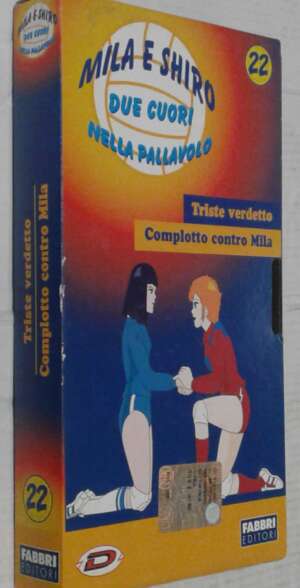 MILA E SHIRO
DUE CUORI
NELLA PALLAVOLO
22
Triste verdetto
Complotto contro Mila
FABBRI
EDITORI
D
MILA E SHIRO
DUE CUORI
NELLA PALLAVOLO
Triste verdetto
Complotto contro Mila
22
FABBRI
EDITORI